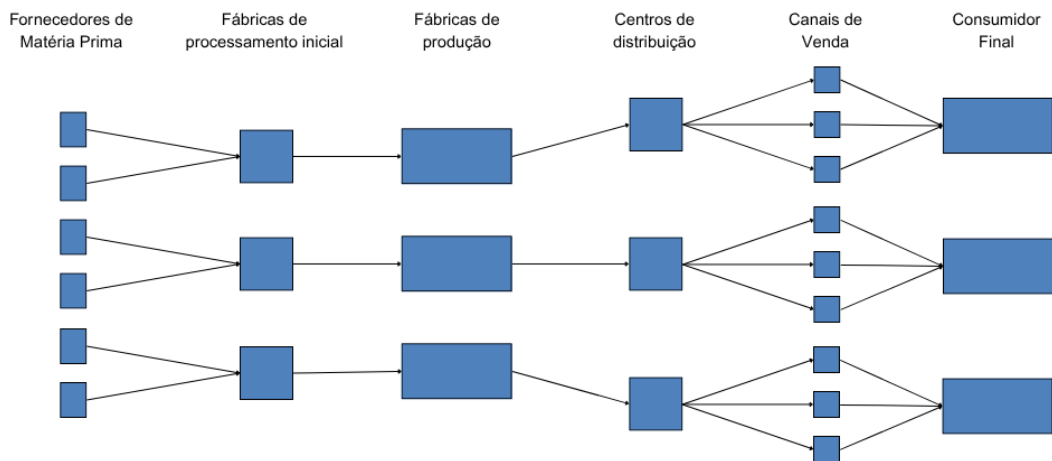 Fornecedores de
Matéria Prima
Fábricas de
processamento inicial
Fábricas de
produção
Centros de
distribuição
Canais de
Venda
Consumidor
Final